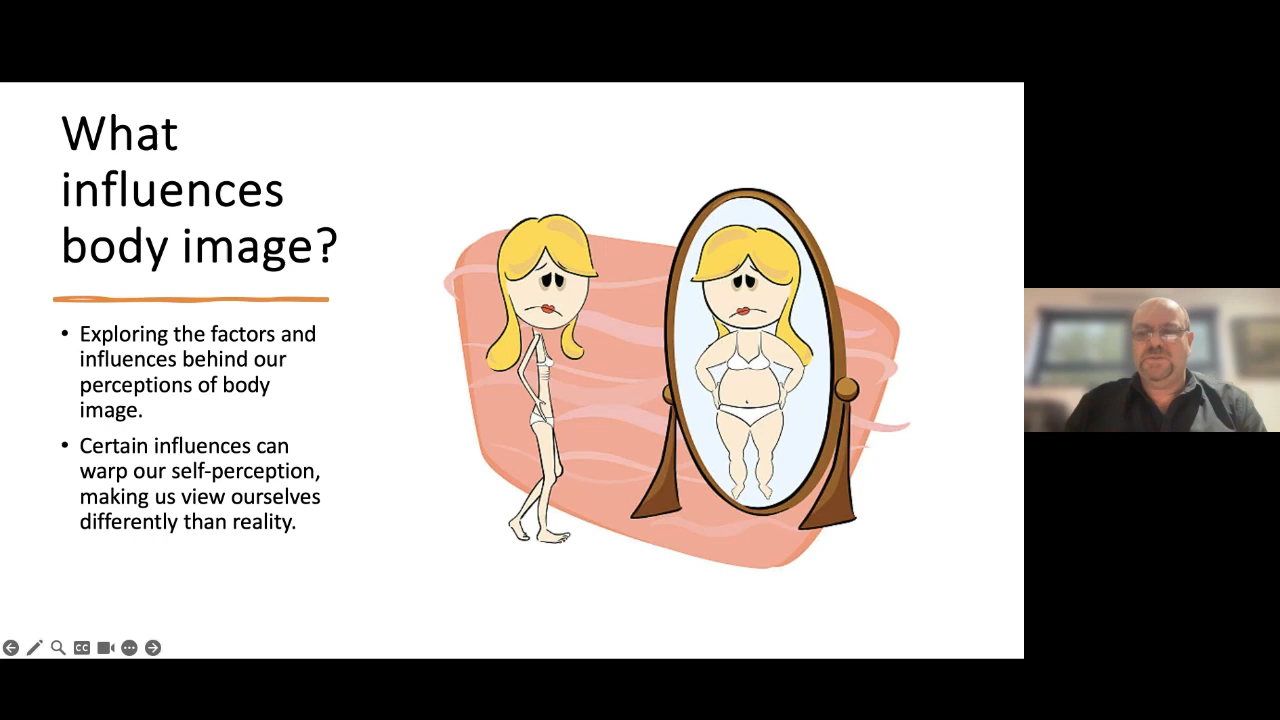 What
influences
body image?
• Exploring the factors and
influences behind our
perceptions of body
image.
• Certain influences can
warp our self-perception,
making us view ourselves
differently than reality.
CC